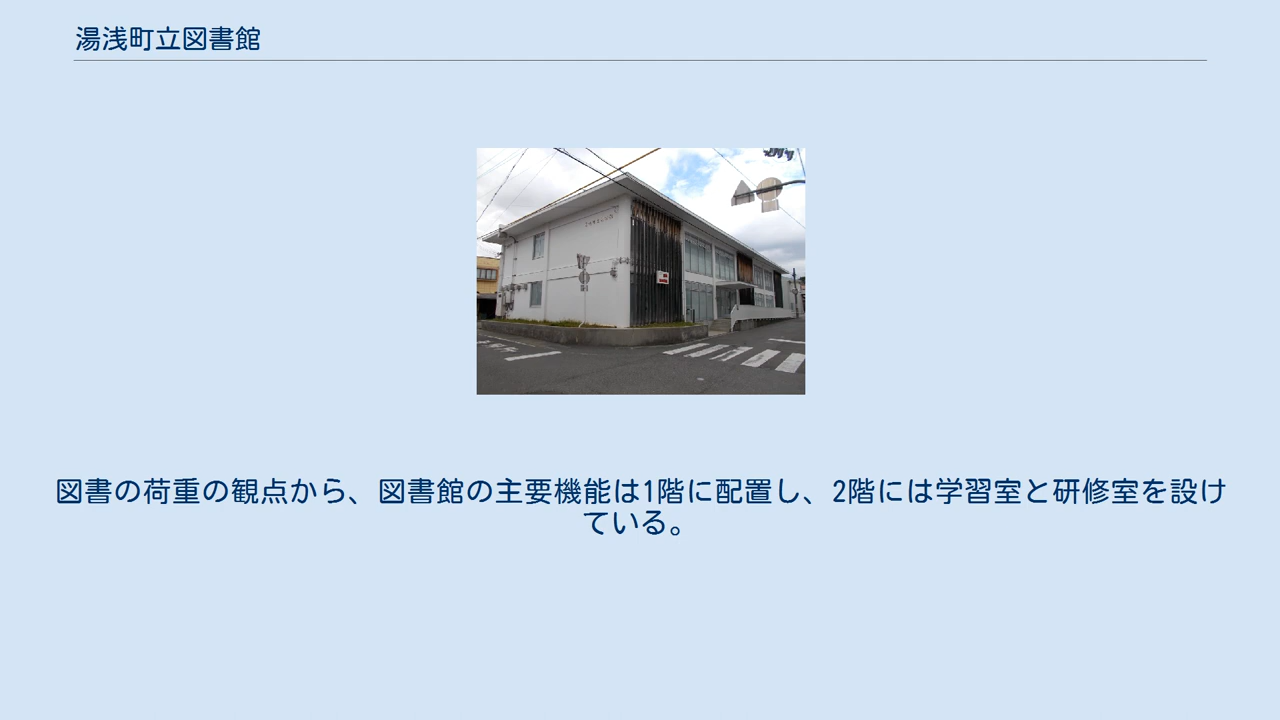 湯浅町立図書館
図書の荷重の観点から、図書館の主要機能は1階に配置し、2階には学習室と研修室を設け
ている。